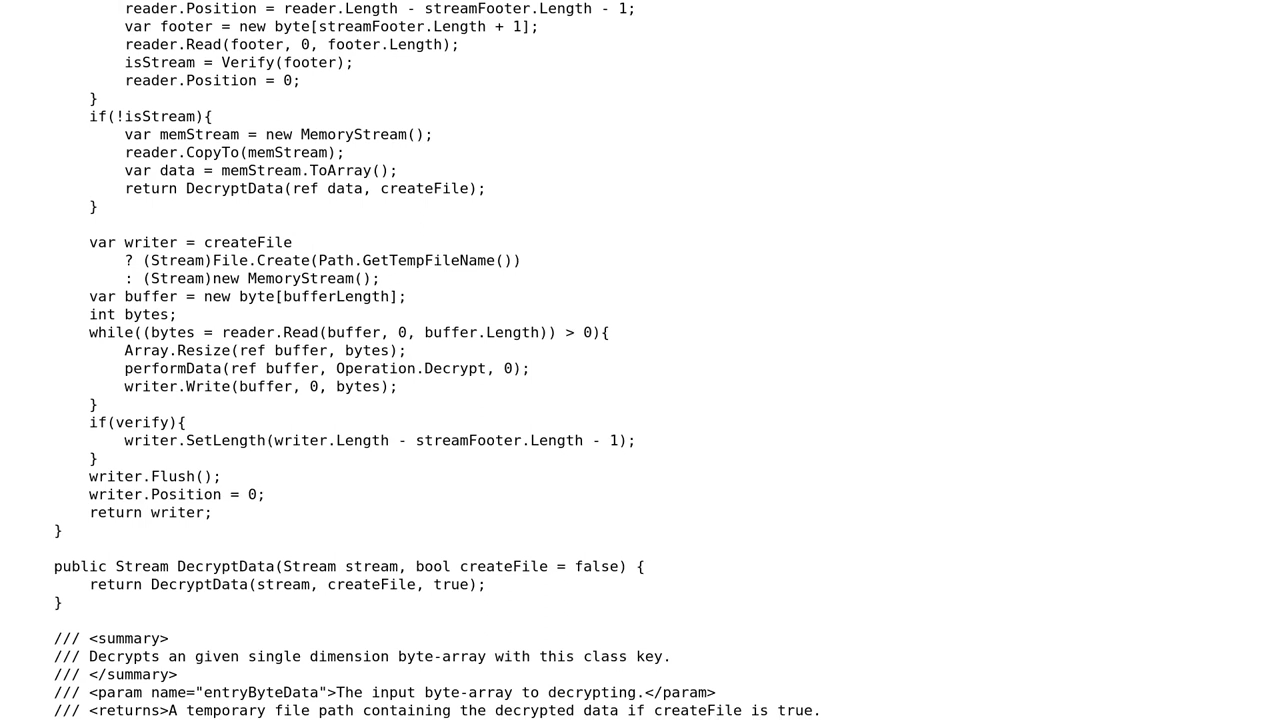 reader.Position = reader.Length - streamFooter.Length - 1;
var footer = new byte[streamFooter.Length + 1];
reader.Read(footer, 0, footer.Length);
isStream = Verify(footer);
reader.Position = 0;
}
if(!isStream){
var memStream = new MemoryStream();
reader.CopyTo(memStream);
var data = memStream.ToArray();
return DecryptData(ref data, createFile);
}
var writer = createFile
? (Stream)File.Create(Path.GetTempFileName())
: (Stream)new MemoryStream();
var buffer = new byte[bufferLength];
int bytes;
while((bytes = reader.Read(buffer, 0, buffer.Length)) > 0){
Array.Resize(ref buffer, bytes);
performData(ref buffer, Operation.Decrypt, 0);
writer.Write(buffer, 0, bytes);
}
if(verify){
writer.SetLength(writer.Length - streamFooter.Length - 1);
}
writer.Flush();
writer.Position = 0;
return writer;
}
public Stream DecryptData(Stream stream, bool createFile = false) {
return DecryptData(stream, createFile, true);
}
/// <summary>
/// Decrypts an given single dimension byte-array with this class key.
/// </summary>
/// <param name="entryByteData">The input byte-array to decrypting.</param>
/// <returns>A temporary file path containing the decrypted data if createFile is true.